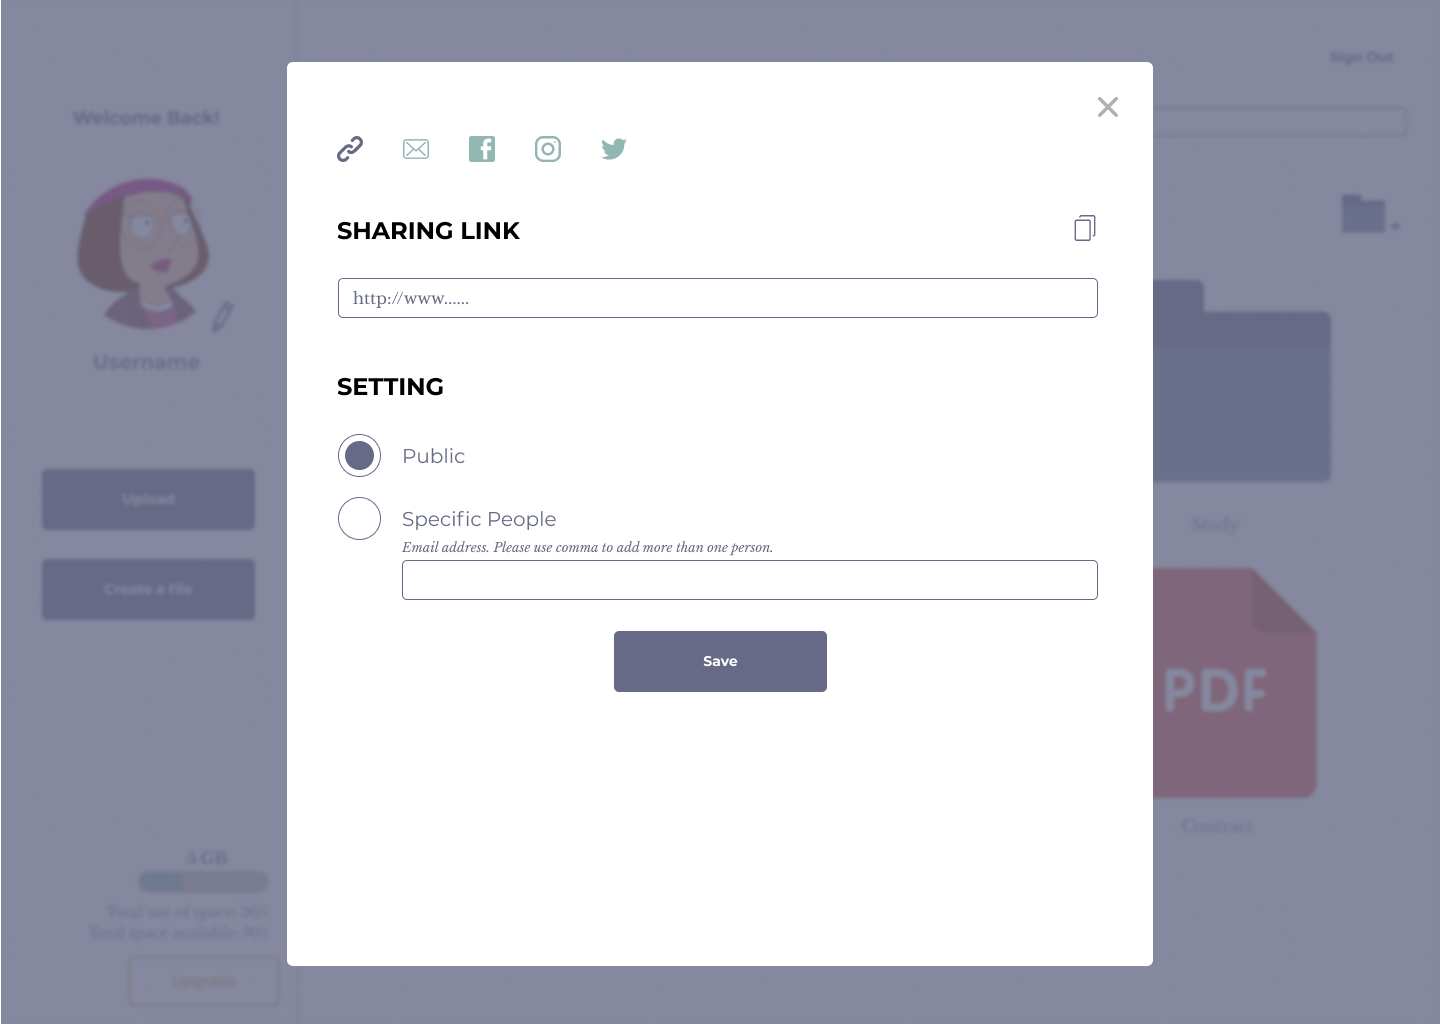 Sign Out
Welcome Back!
SHARING LINK
http://www......
Username
SETTING
Public
Upload
Specific People
Study
Email address. Please use comma to add more than one person.
Create a file
Save
PDF
Contract
5 GB
Total use of space: 30%
Total space available: 70%
Upgrade